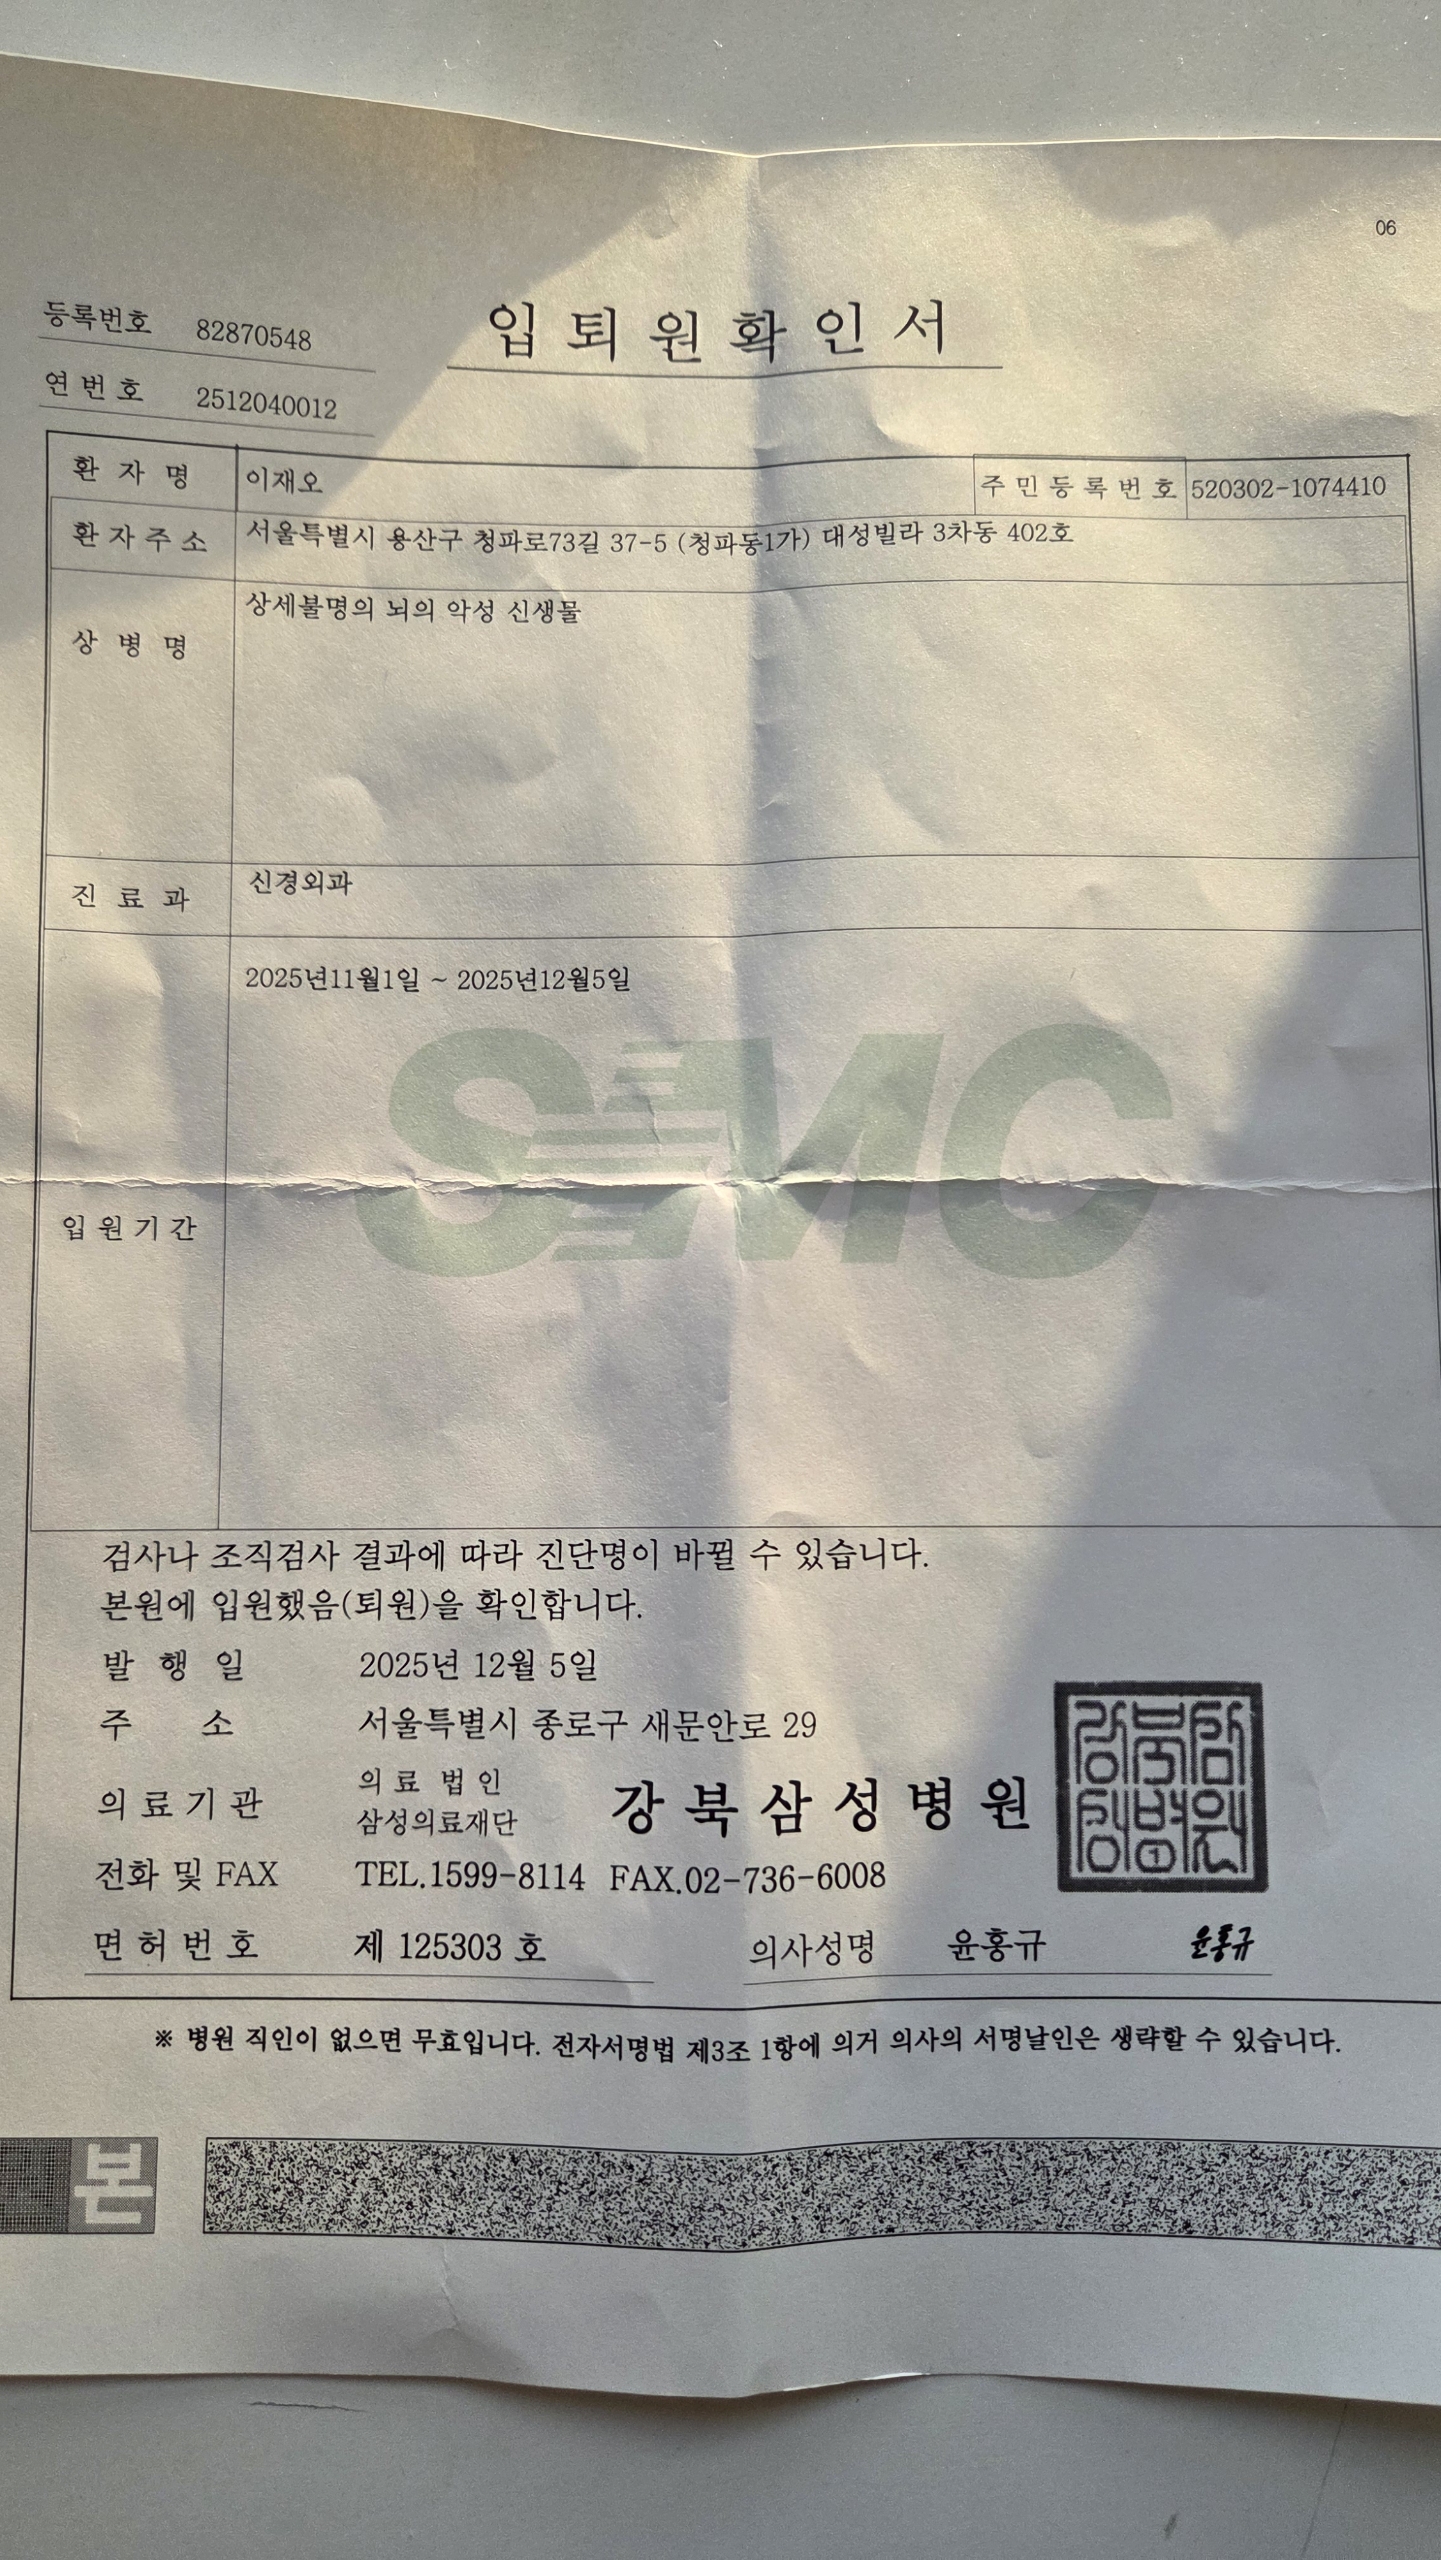 06
입퇴원확인서
등록번호 82870548
연번호 2512040012
환자명 이재오 주민등록번호 520302-1074410
환자주소 서울특별시 용산구 청파로73길 37-5 (청파동1가) 대성빌라 3차동 402호
상병명 상세불명의 뇌의 악성 신생물
진료과 신경외과
입원기간 2025년11월1일 ~ 2025년12월5일
SMC
검사나 조직검사 결과에 따라 진단명이 바뀔 수 있습니다.
본원에 입원했음(퇴원)을 확인합니다.
발행일 2025년 12월 5일
주소 서울특별시 종로구 새문안로 29
의료기관 의료법인 삼성의료재단 강북삼성병원
전화 및 FAX TEL.1599-8114 FAX.02-736-6008
면허번호 제 125303 호 의사성명 윤홍규 윤홍규
※ 병원 직인이 없으면 무효입니다. 전자서명법 제3조 1항에 의거 의사의 서명날인은 생략할 수 있습니다.
본